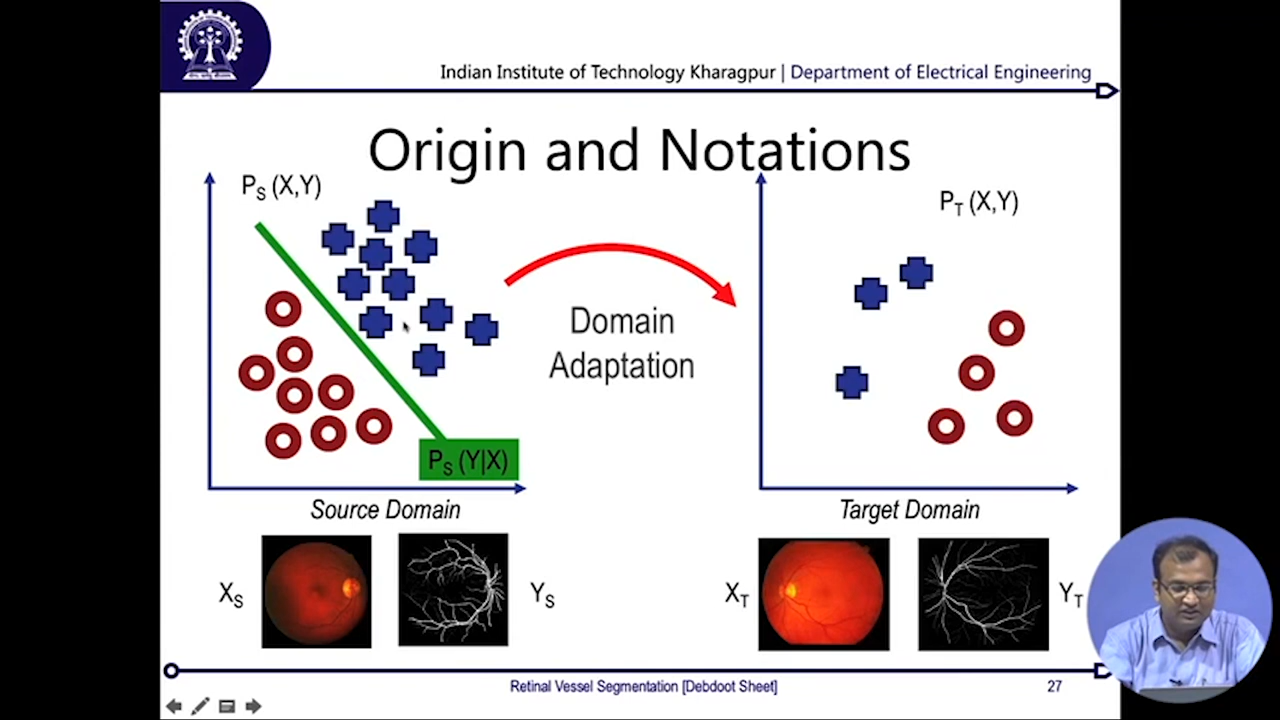 Indian Institute of Technology Kharagpur | Department of Electrical Engineering
Origin and Notations
P_S (X,Y)
P_T (X,Y)
Domain
Adaptation
P_S (Y|X)
Source Domain
Target Domain
X_S
Y_S
X_T
Y_T
Retinal Vessel Segmentation [Debdoot Sheet]
27